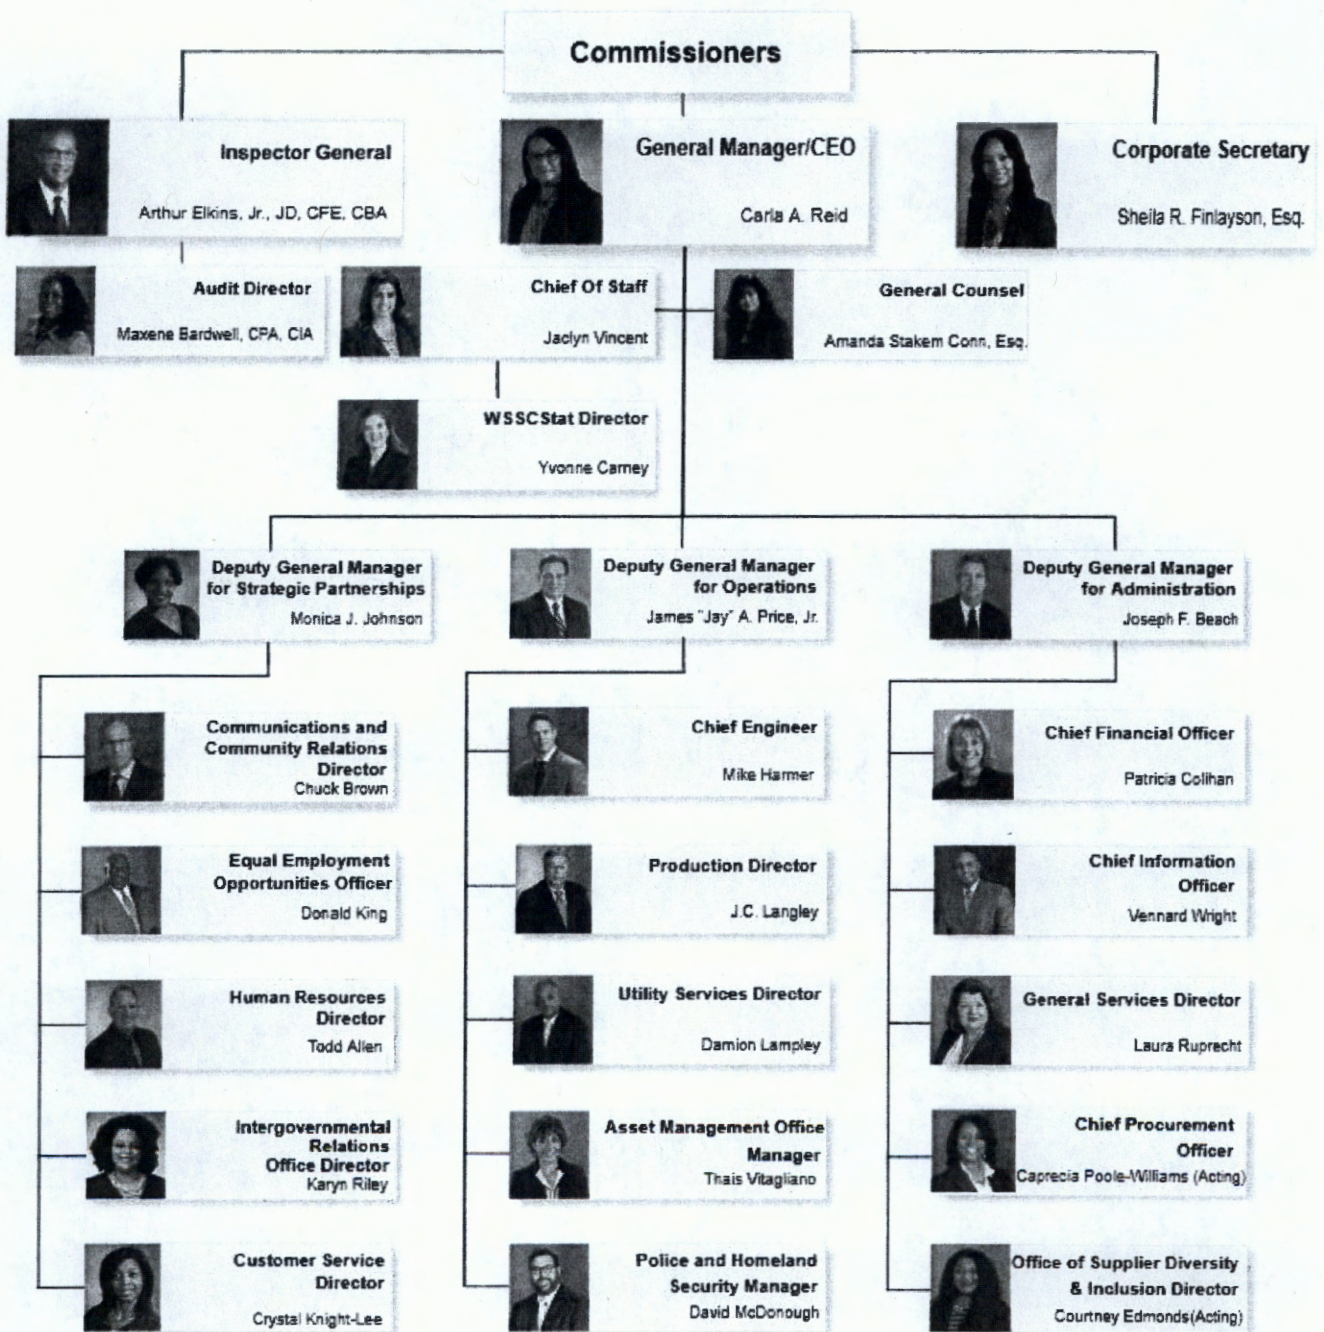 Commissioners
Inspector General
Arthur Elkins, Jr., JD, CFE, CBA
General Manager/CEO
Carla A. Reid
Corporate Secretary
Sheila R. Finlayson, Esq.
Audit Director
Maxene Bardwell, CPA, CIA
Chief Of Staff
Jaclyn Vincent
General Counsel
Amanda Stakem Conn, Esq.
WSSCStat Director
Yvonne Carney
Deputy General Manager
for Strategic Partnerships
Monica J. Johnson
Deputy General Manager
for Operations
James "Jay" A. Price, Jr.
Deputy General Manager
for Administration
Joseph F. Beach
Communications and
Community Relations
Director
Chuck Brown
Chief Engineer
Mike Harmer
Chief Financial Officer
Patricia Colihan
Equal Employment
Opportunities Officer
Donald King
Production Director
J.C. Langley
Chief Information
Officer
Vennard Wright
Human Resources
Director
Todd Allen
Utility Services Director
Damion Lampley
General Services Director
Laura Ruprecht
Intergovernmental
Relations
Office Director
Karyn Riley
Asset Management Office
Manager
Thais Vitagliano
Chief Procurement
Officer
Caprecia Poole-Williams (Acting)
Customer Service
Director
Crystal Knight-Lee
Police and Homeland
Security Manager
David McDonough
Office of Supplier Diversity
& Inclusion Director
Courtney Edmonds(Acting)